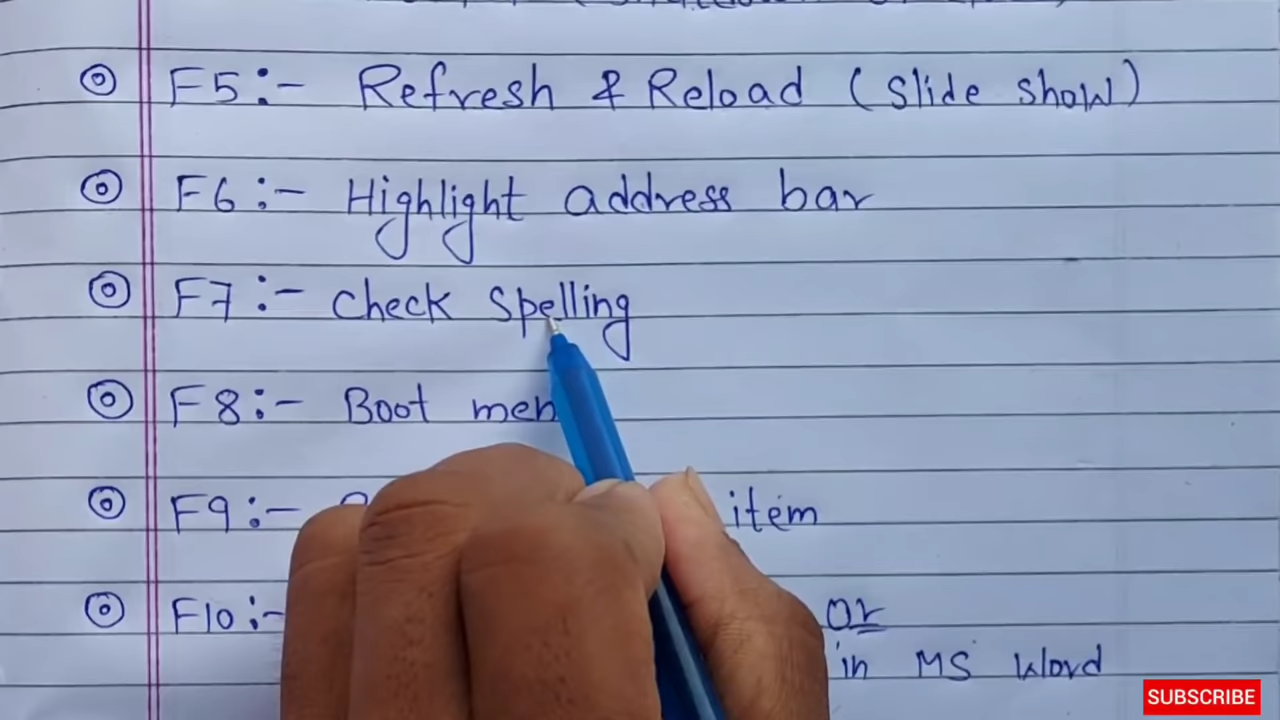 F5:- Refresh & Reload (Slide show)
F6:- Highlight address bar
F7:- Check Spelling
F8:- Boot
F9:- item
F10:- or
in MS Word
SUBSCRIBE